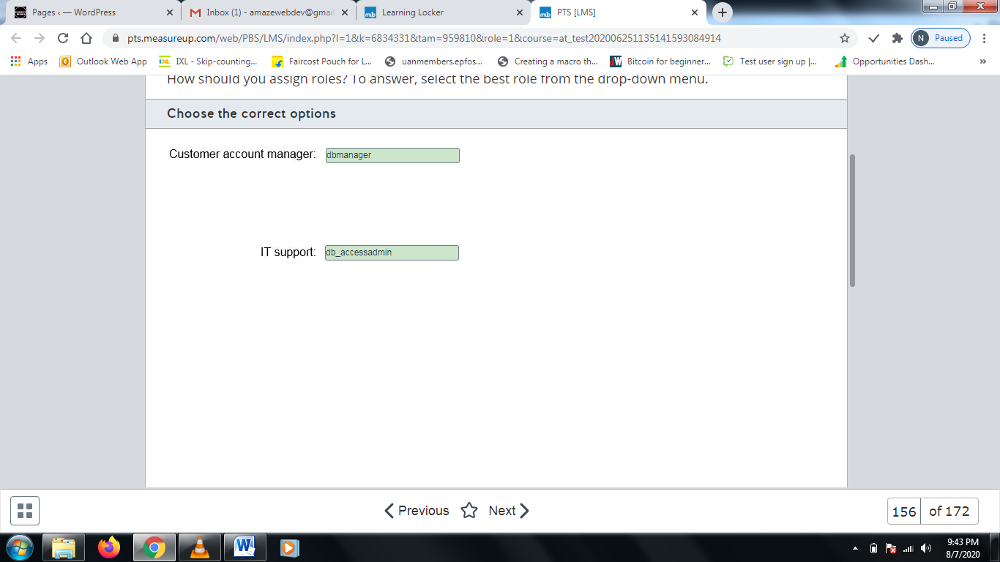 Pages ‹ — WordPress
Inbox (1) - amazewebdev@gmail
Learning Locker
PTS [LMS]
pts.measureup.com/web/PBS/LMS/index.php?l=1&k=6834331&tam=959810&role=1&course=at_test20200625113514159308​4914
N Paused
Apps
Outlook Web App
IXL - Skip-counting...
Faircost Pouch for L...
uanmembers.epfos...
Creating a macro th...
Bitcoin for beginner...
Test user sign up |...
Opportunities Dash...
»
How should you assign roles? To answer, select the best role from the drop-down menu.
Choose the correct options
Customer account manager: dbmanager
IT support: db_accessadmin
Previous
Next
156 of 172
9:43 PM
8/7/2020